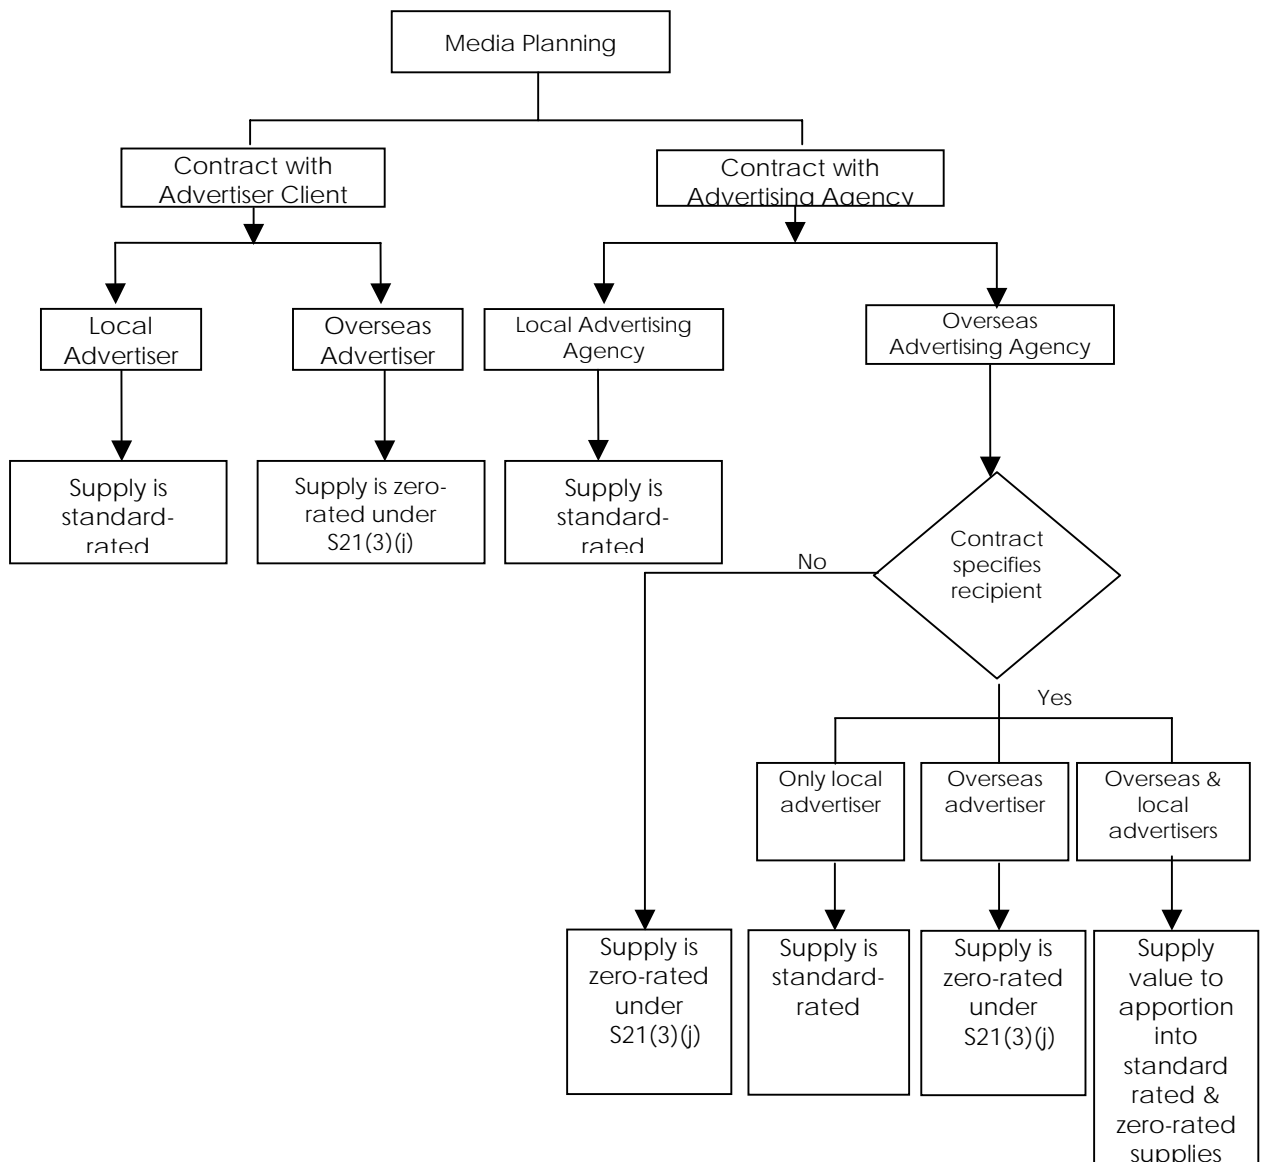 Media Planning
Contract with
Advertiser Client
Contract with
Advertising Agency
Local
Advertiser
Overseas
Advertiser
Local Advertising
Agency
Overseas
Advertising Agency
Supply is
standard-
rated
Supply is zero-
rated under
S21(3)(j)
Supply is
standard-
rated
Contract
specifies
recipient
No
Yes
Only local
advertiser
Overseas
advertiser
Overseas &
local
advertisers
Supply is
zero-rated
under
S21(3)(j)
Supply is
standard-
rated
Supply is
zero-rated
under
S21(3)(j)
Supply
value to
apportion
into
standard
rated &
zero-rated
supplies